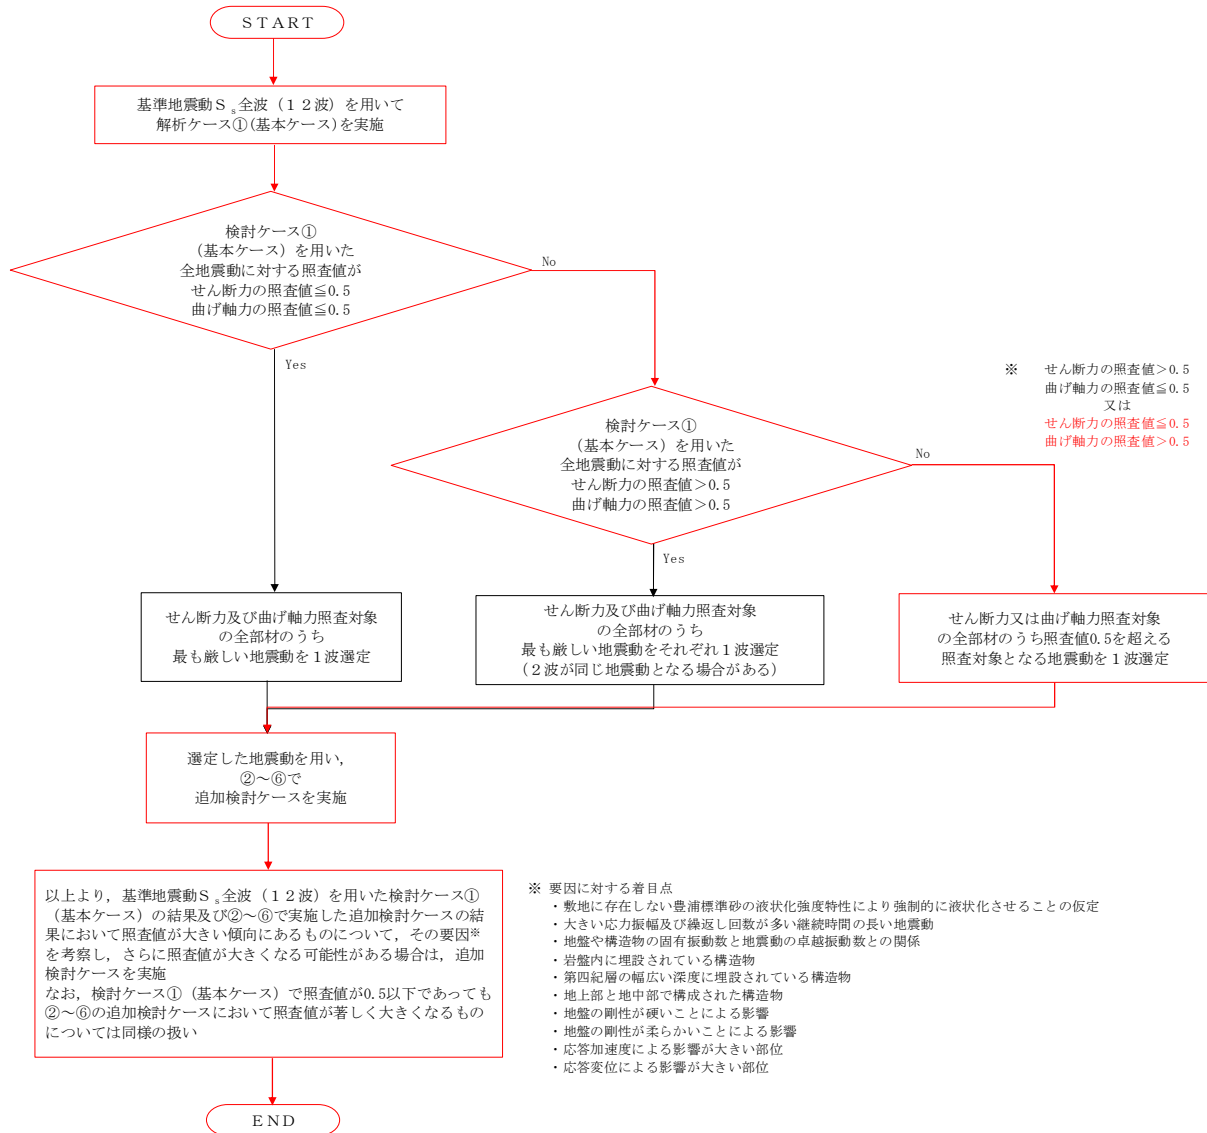 ＳＴＡＲＴ
基準地震動Ｓｓ全波（１２波）を用いて
解析ケース①(基本ケース)を実施
検討ケース①
（基本ケース）を用いた
全地震動に対する照査値が
せん断力の照査値≦0.5
曲げ軸力の照査値≦0.5
No
Yes
※　せん断力の照査値＞0.5
曲げ軸力の照査値≦0.5
又は
せん断力の照査値≦0.5
曲げ軸力の照査値＞0.5
検討ケース①
（基本ケース）を用いた
全地震動に対する照査値が
せん断力の照査値＞0.5
曲げ軸力の照査値＞0.5
No
Yes
せん断力及び曲げ軸力照査対象
の全部材のうち
最も厳しい地震動を１波選定
せん断力及び曲げ軸力照査対象
の全部材のうち
最も厳しい地震動をそれぞれ１波選定
（２波が同じ地震動となる場合がある）
せん断力又は曲げ軸力照査対象
の全部材のうち照査値0.5を超える
照査対象となる地震動を１波選定
選定した地震動を用い，
②～⑥で
追加検討ケースを実施
以上より，基準地震動Ｓｓ全波（１２波）を用いた検討ケース①
（基本ケース）の結果及び②～⑥で実施した追加検討ケースの結
果において照査値が大きい傾向にあるものについて，その要因※
を考察し，さらに照査値が大きくなる可能性がある場合は，追加
検討ケースを実施
なお，検討ケース①（基本ケース）で照査値が0.5以下であっても
②～⑥の追加検討ケースにおいて照査値が著しく大きくなるもの
については同様の扱い
※ 要因に対する着目点
・敷地に存在しない豊浦標準砂の液状化強度特性により強制的に液状化させることの仮定
・大きい応力振幅及び繰返し回数が多い継続時間の長い地震動
・地盤や構造物の固有振動数と地震動の卓越振動数との関係
・岩盤内に埋設されている構造物
・第四紀層の幅広い深度に埋設されている構造物
・地上部と地中部で構成された構造物
・地盤の剛性が硬いことによる影響
・地盤の剛性が柔らかいことによる影響
・応答加速度による影響が大きい部位
・応答変位による影響が大きい部位
ＥＮＤ